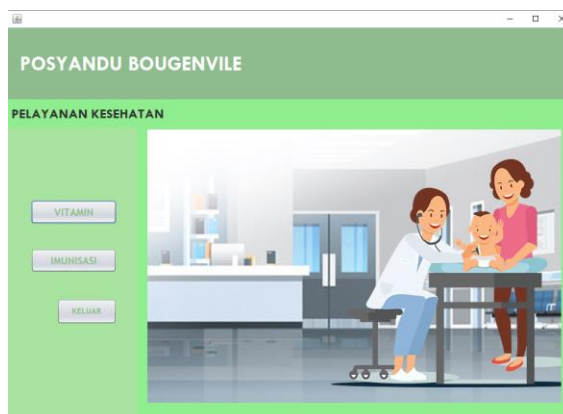 POSYANDU BOUGENVILE
PELAYANAN KESEHATAN
VITAMIN
IMUNISASI
KELUAR